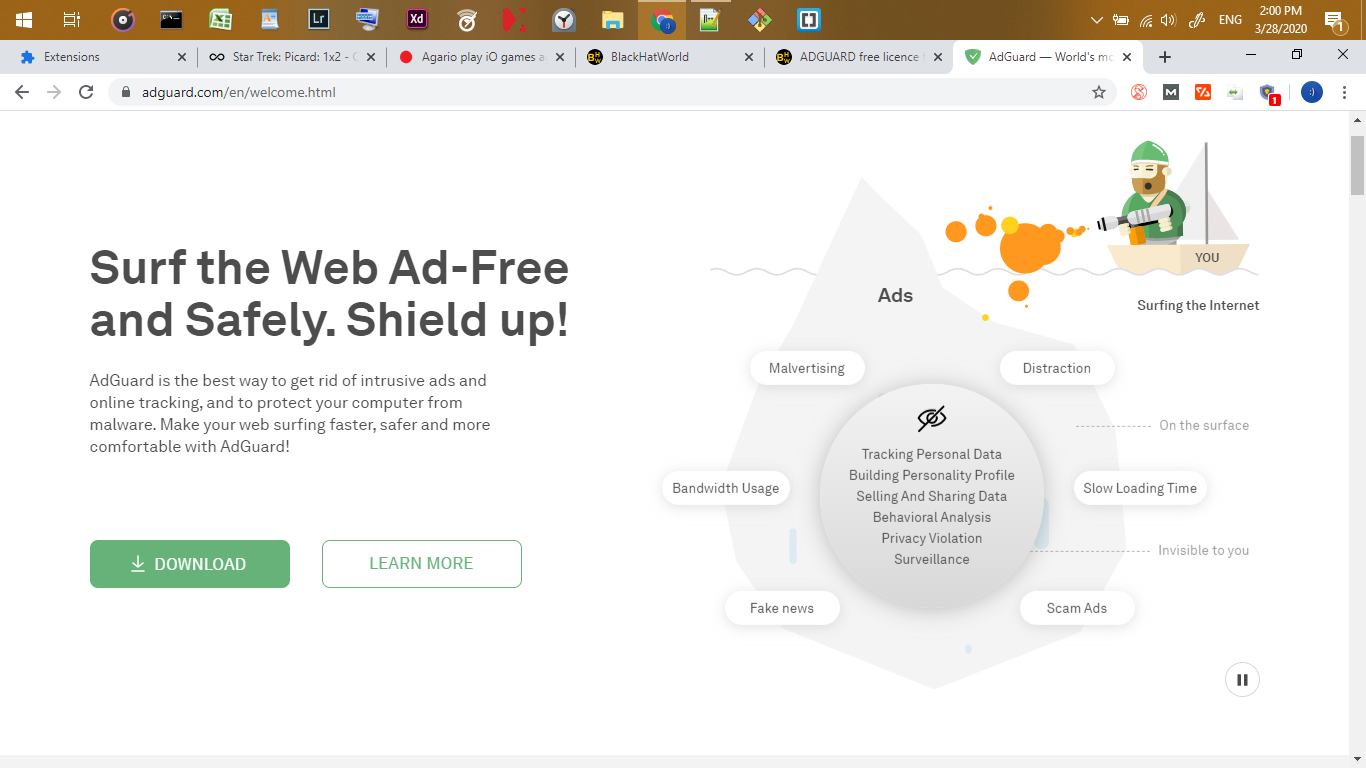 Lr
Xd
ENG
2:00 PM
3/28/2020
1
Extensions
Star Trek: Picard: 1x2 -
Agario play iO games
BlackHatWorld
ADGUARD free licence
AdGuard — World's
adguard.com/en/welcome.html
1
Surf the Web Ad-Free
and Safely. Shield up!
AdGuard is the best way to get rid of intrusive ads and
online tracking, and to protect your computer from
malware. Make your web surfing faster, safer and more
comfortable with AdGuard!
DOWNLOAD
LEARN MORE
YOU
Surfing the Internet
Ads
Malvertising
Distraction
On the surface
Tracking Personal Data
Building Personality Profile
Selling And Sharing Data
Behavioral Analysis
Privacy Violation
Surveillance
Bandwidth Usage
Slow Loading Time
Invisible to you
Fake news
Scam Ads